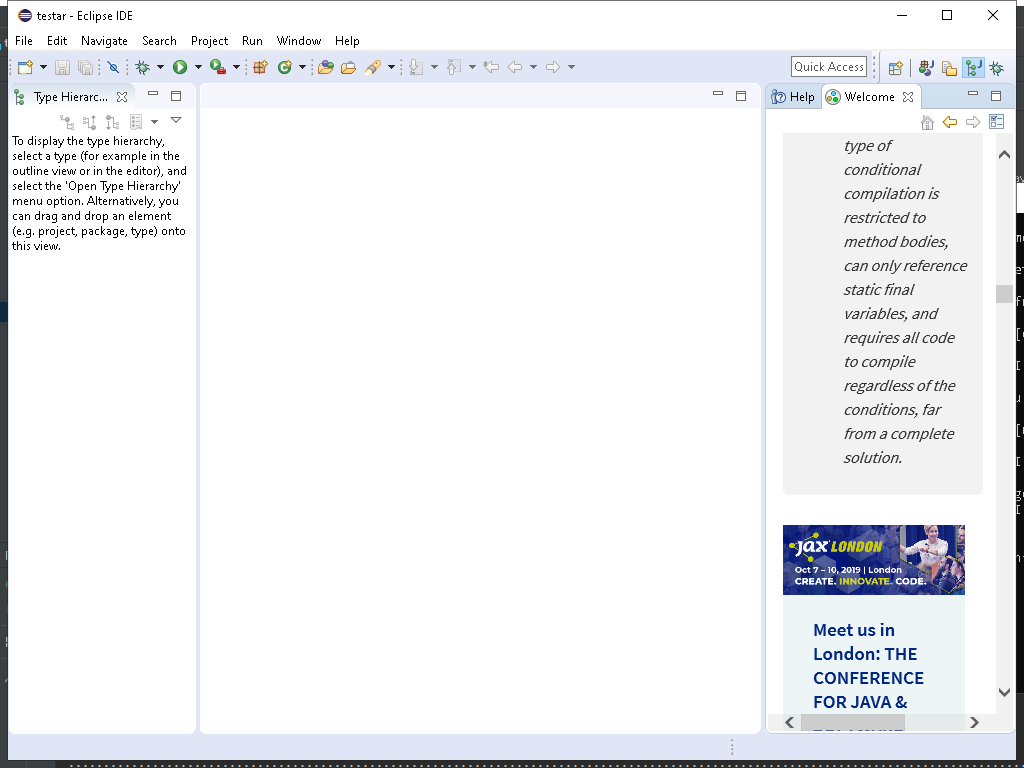 testar - Eclipse IDE
File Edit Navigate Search Project Run Window Help
Quick Access
Type Hierarc...
Help
Welcome
To display the type hierarchy,
select a type (for example in the
outline view or in the editor), and
select the 'Open Type Hierarchy'
menu option. Alternatively, you
can drag and drop an element
(e.g. project, package, type) onto
this view.
type of
conditional
compilation is
restricted to
method bodies,
can only reference
static final
variables, and
requires all code
to compile
regardless of the
conditions, far
from a complete
solution.
jax LONDON
Oct 7 – 10, 2019 | London
CREATE. INNOVATE. CODE.
Meet us in
London: THE
CONFERENCE
FOR JAVA &